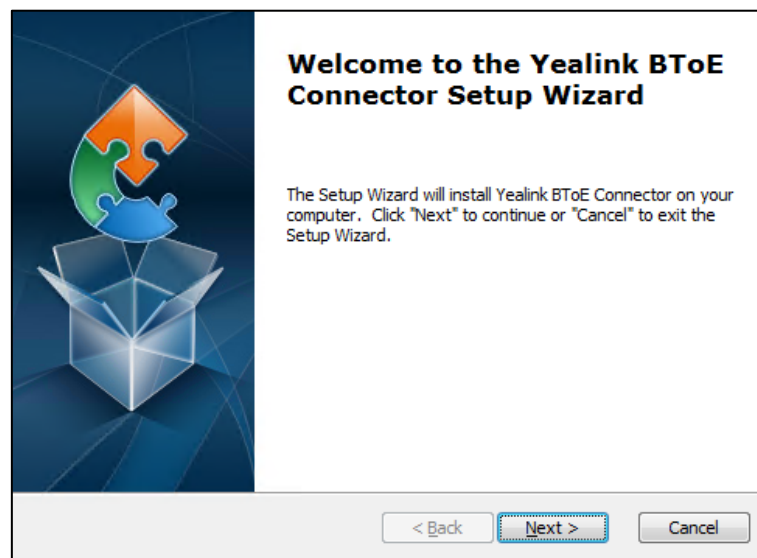 Welcome to the Yealink BToE
Connector Setup Wizard
The Setup Wizard will install Yealink BToE Connector on your
computer.  Click "Next" to continue or "Cancel" to exit the
Setup Wizard.
< Back
Next >
Cancel